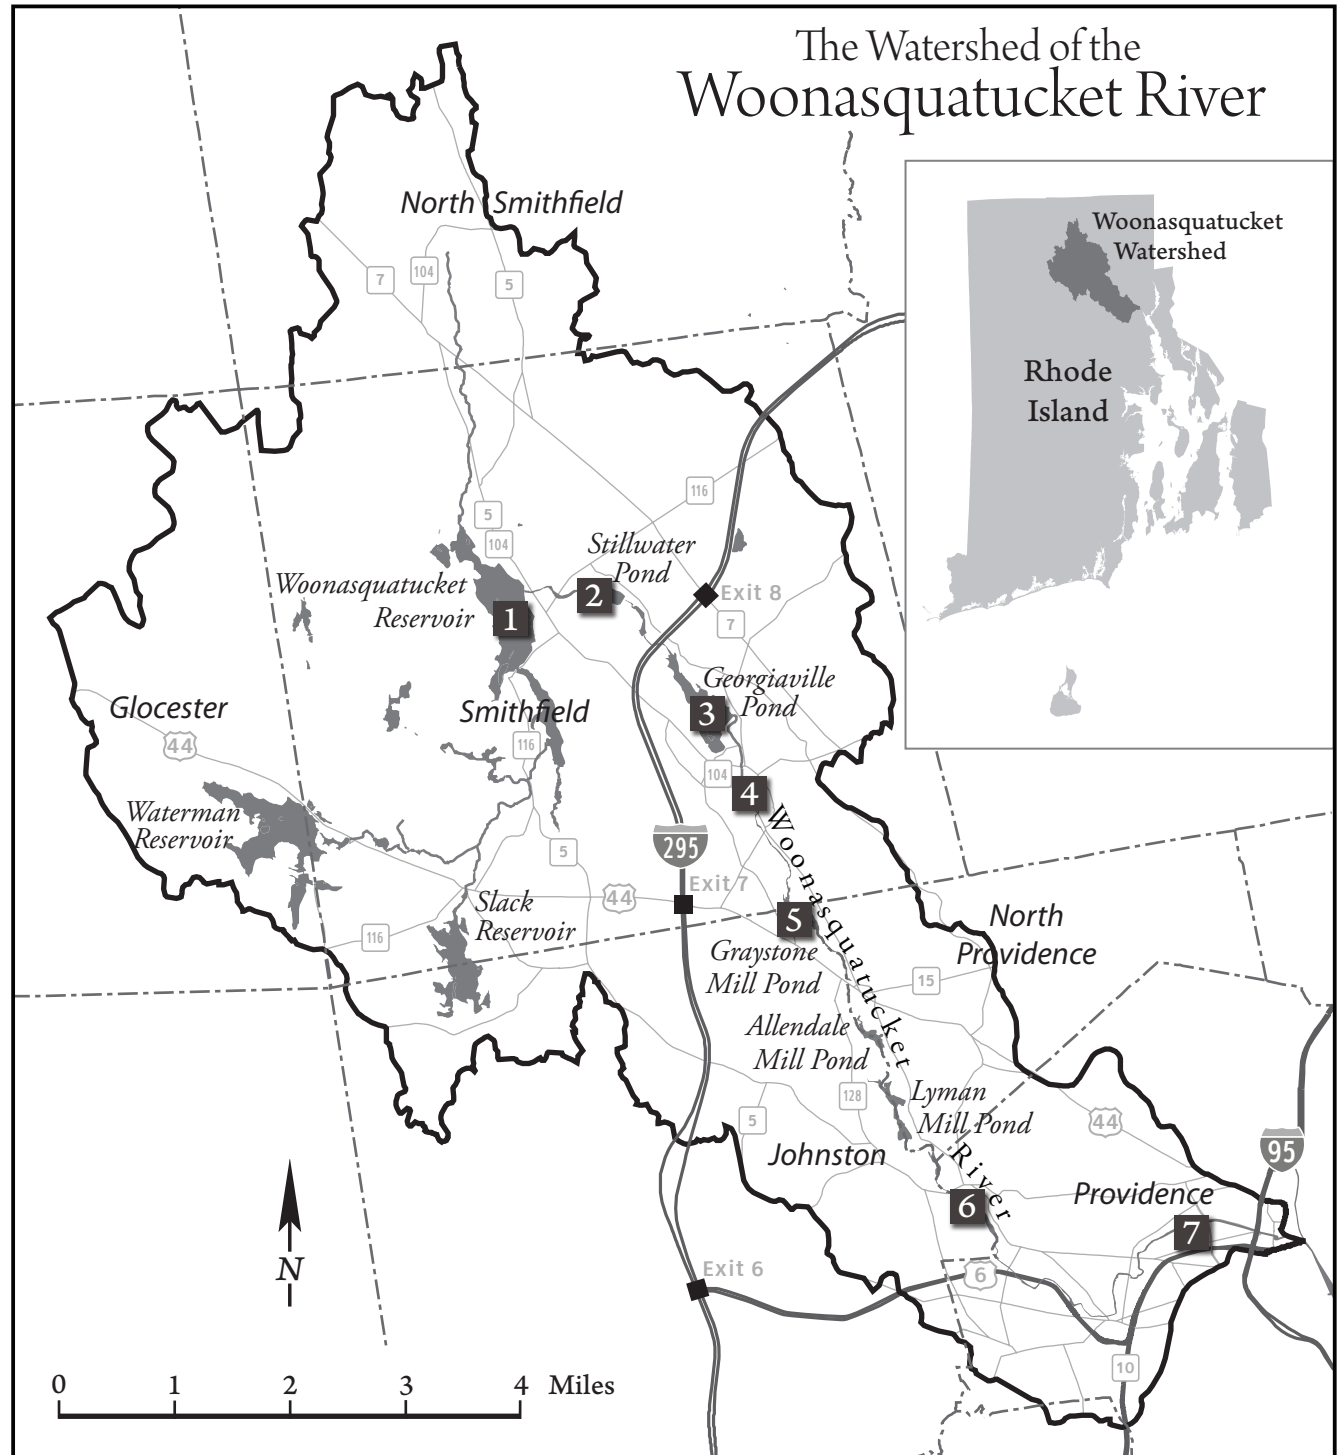 The Watershed of the
Woonasquatucket River
Woonasquatucket
Watershed
Rhode
Island
North Smithfield
7
104
5
116
5
104
Stillwater
Pond
Woonasquatucket
Reservoir
1
2
Exit 8
7
Georgiaville
Pond
3
Glocester
Smithfield
44
116
104
4
Waterman
Reservoir
295
5
Exit 7
44
Slack
Reservoir
116
5
Graystone
Mill Pond
North
Providence
15
Woonasquatucket
River
Allendale
Mill Pond
128
Lyman
Mill Pond
5
44
Johnston
95
Providence
6
7
N
Exit 6
6
10
0 1 2 3 4 Miles